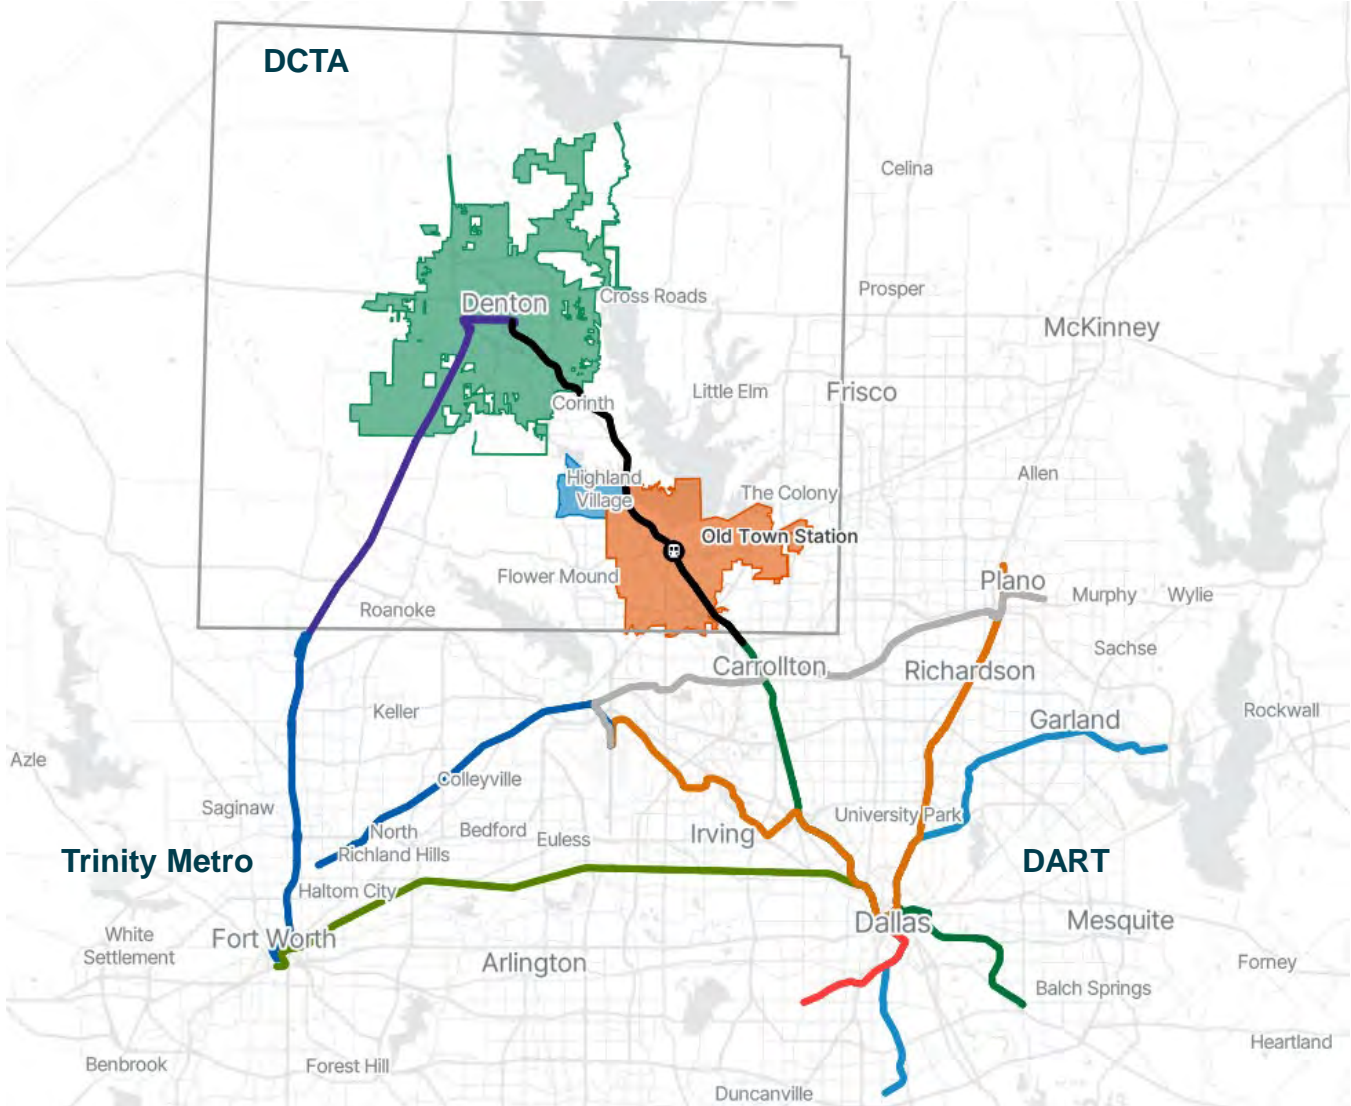 DCTA
Celina
Denton
Cross Roads
Prosper
McKinney
Corinth
Little Elm
Frisco
Allen
Highland
Village
The Colony
Old Town Station
Flower Mound
Plano
Murphy
Wylie
Roanoke
Sachse
Carrollton
Richardson
Keller
Garland
Rockwall
Azle
Colleyville
Saginaw
University Park
North
Richland Hills
Bedford
Euless
Irving
Trinity Metro
DART
Haltom City
Dallas
Mesquite
White
Settlement
Fort Worth
Arlington
Forney
Balch Springs
Heartland
Benbrook
Forest Hill
Duncanville